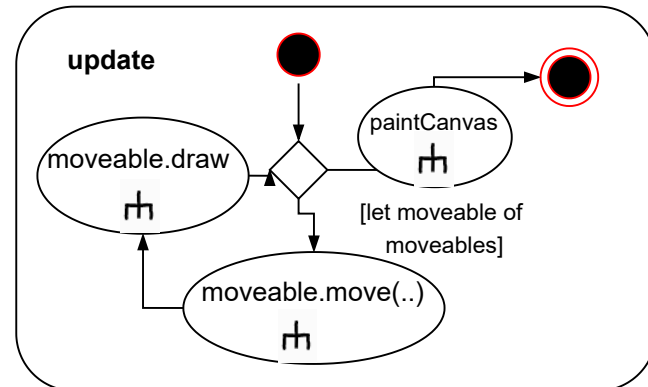 update
paintCanvas
moveable.draw
[let moveable of
moveables]
moveable.move(..)